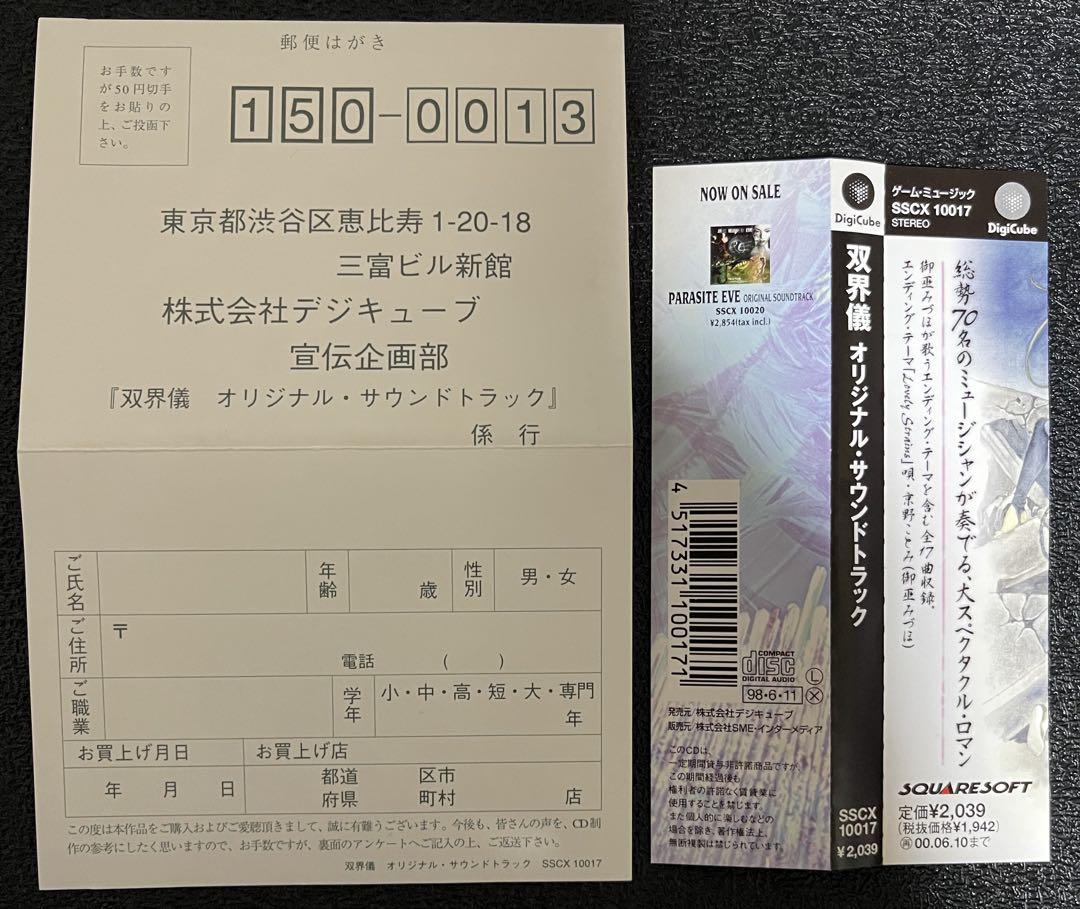 郵便はがき
お手数です
が50円切手
をお貼りの
上、ご投函下
さい。
150-0013
東京都渋谷区恵比寿1-20-18
三富ビル新館
株式会社デジキューブ
宣伝企画部
『双界儀 オリジナル・サウンドトラック』
係 行
ご氏名
年齢
歳
性別
男・女
ご住所
〒
電話 ( )
ご職業
学年
小・中・高・短・大・専門
年
お買上げ月日
お買上げ店
年 月 日
都道 区市
府県 町村 店
この度は本作品をご購入およびご愛聴頂きまして、誠に有難うございます。今後も、皆さんの声を、CD制
作の参考にしたく思いますので、お手数ですが、裏面のアンケートへご記入の上、ご返送下さい。
双界儀 オリジナル・サウンドトラック SSCX 10017
NOW ON SALE
PARASITE EVE ORIGINAL SOUNDTRACK
SSCX 10020
¥2,854(tax incl.)
4 517331 100171
COMPACT
disc
DIGITAL AUDIO
L
98・6・11
X
発売元/株式会社デジキューブ
販売元/株式会社SME・インターメディア
このCDは、
一定期間貸与非許諾商品ですが、
この期間経過後も
権利者の許諾なく賃貸業に
使用することを禁じます。
また個人的に楽しむなどの
場合を除き、著作権法上、
無断複製は禁じられています。
DigiCube
双界儀 オリジナル・サウンドトラック
SSCX
10017
¥2,039
ゲーム・ミュージック
SSCX 10017
STEREO
DigiCube
総勢70名のミュージシャンが奏でる、大スペクタクル・ロマン
御巫みづほが歌うエンディング・テーマを含む全17曲収録。
エンディング・テーマ「Lovely Strains」唄・京野ことみ(御巫みづほ)
SQUARESOFT
定価¥2,039
(税抜価格¥1,942)
再 00.06.10まで